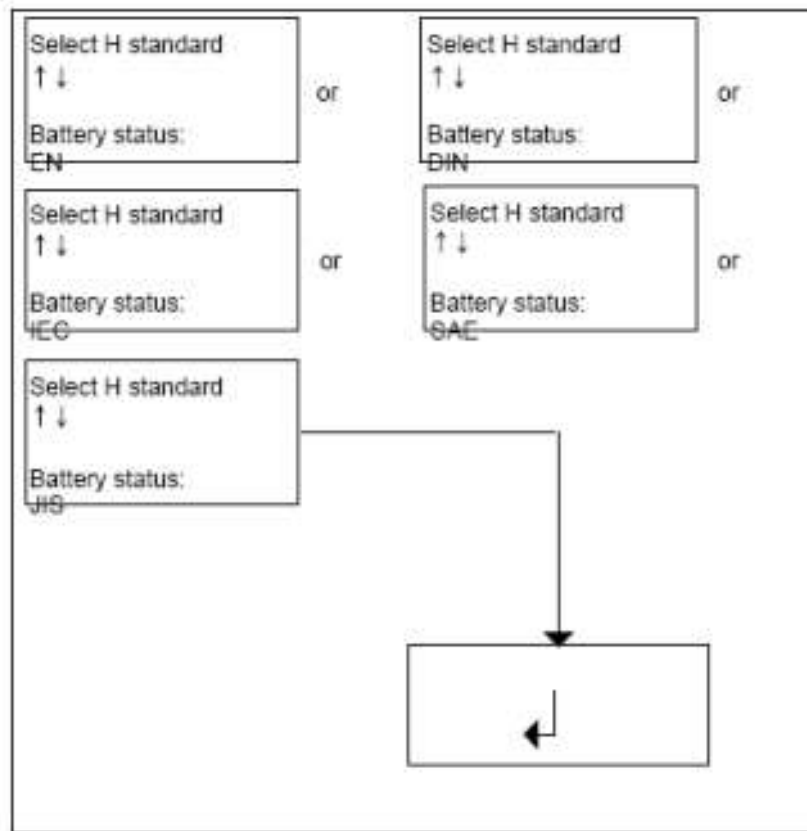 Select H standard
↑↓
Battery status:
EN
or
Select H standard
↑↓
Battery status:
DIN
or
Select H standard
↑↓
Battery status:
IEC
or
Select H standard
↑↓
Battery status:
SAE
or
Select H standard
↑↓
Battery status:
JIS